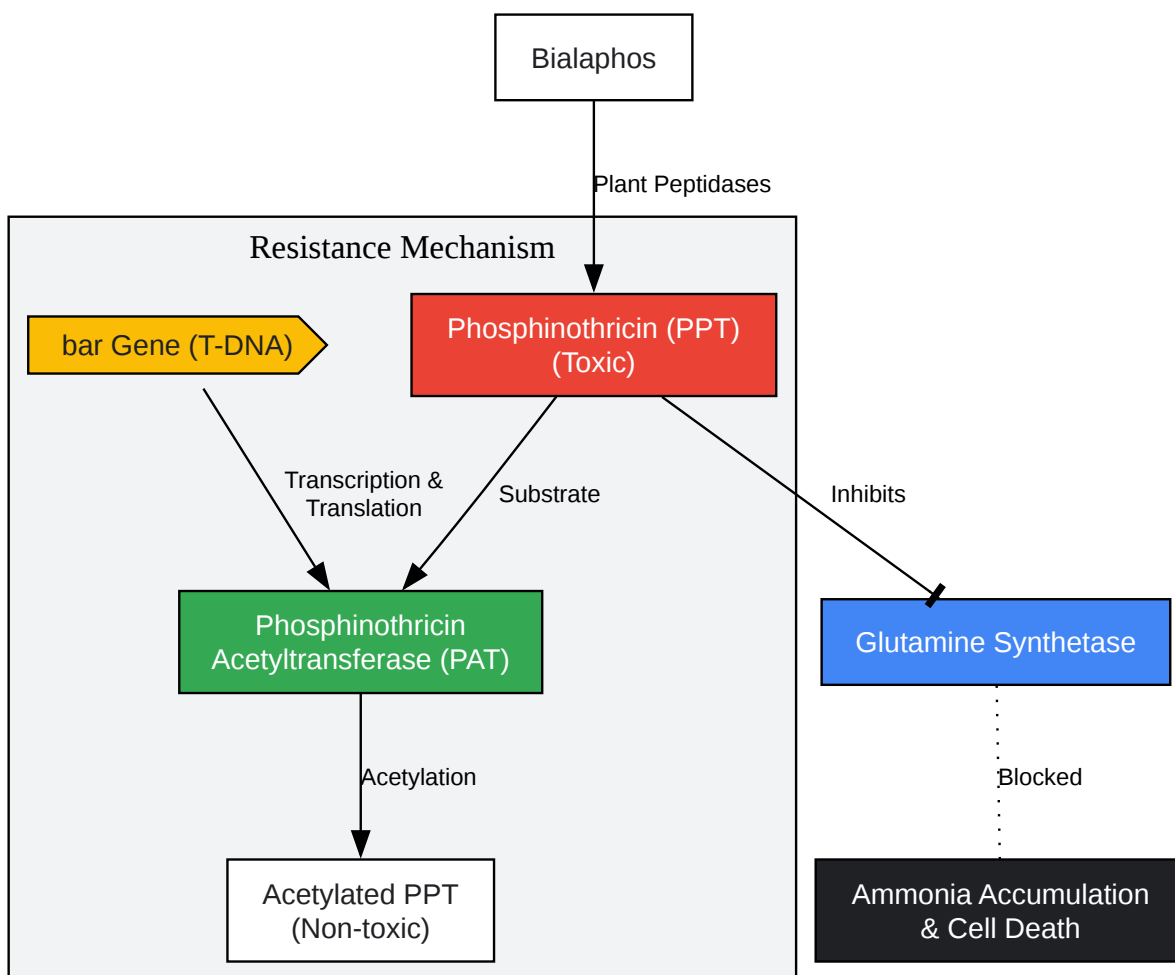 Bialaphos
Plant Peptidases
Resistance Mechanism
bar Gene (T-DNA)
Phosphinothricin (PPT)
(Toxic)
Transcription &
Translation
Substrate
Inhibits
Phosphinothricin
Acetyltransferase (PAT)
Glutamine Synthetase
Acetylation
Blocked
Acetylated PPT
(Non-toxic)
Ammonia Accumulation
& Cell Death